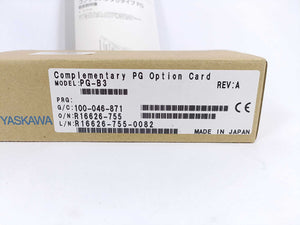 Complementary PG Option Card
MODEL:PG-B3
REV:A
PRG:
G/C:100-046-871
O/N:R16626-755
L/N:R16626-755-0082
CE
MADE IN JAPAN
YASKAWA